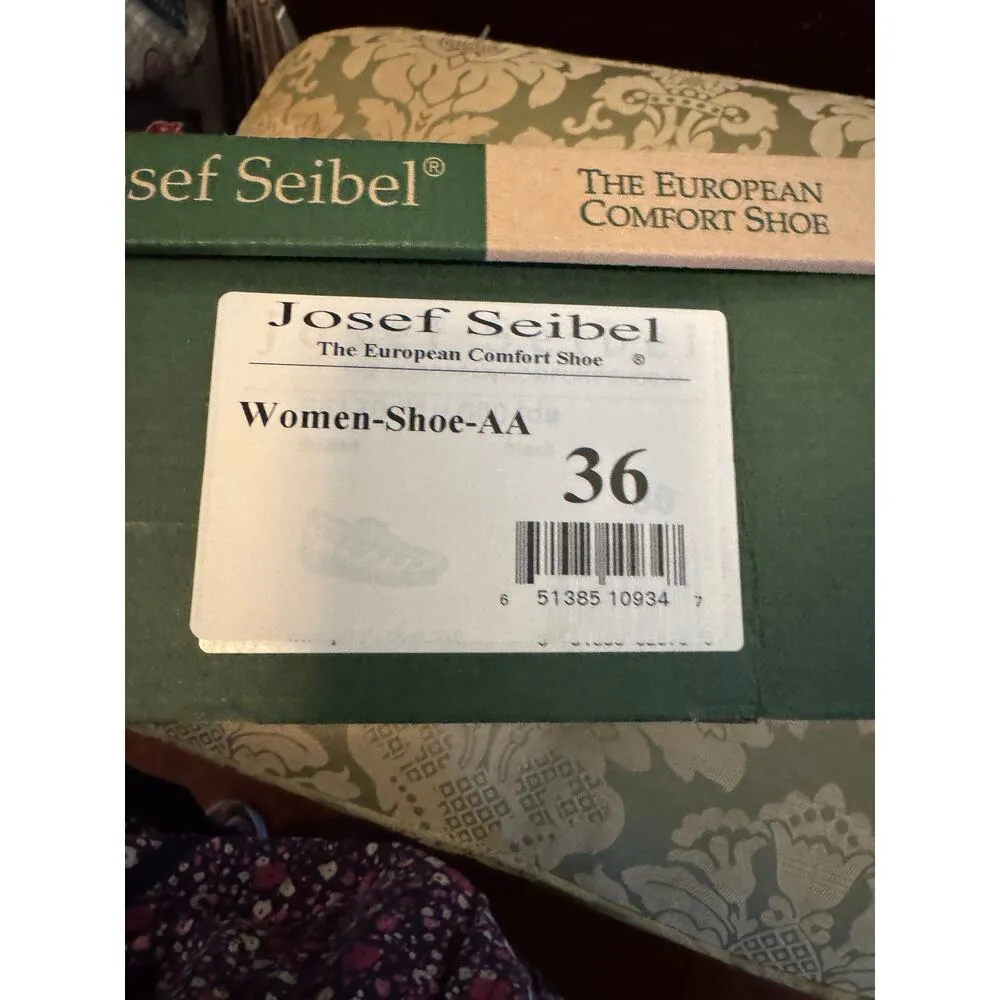 sef Seibel®
THE EUROPEAN
COMFORT SHOE
Josef Seibel
The European Comfort Shoe ®
Women-Shoe-AA
36
6 51385 10934 7